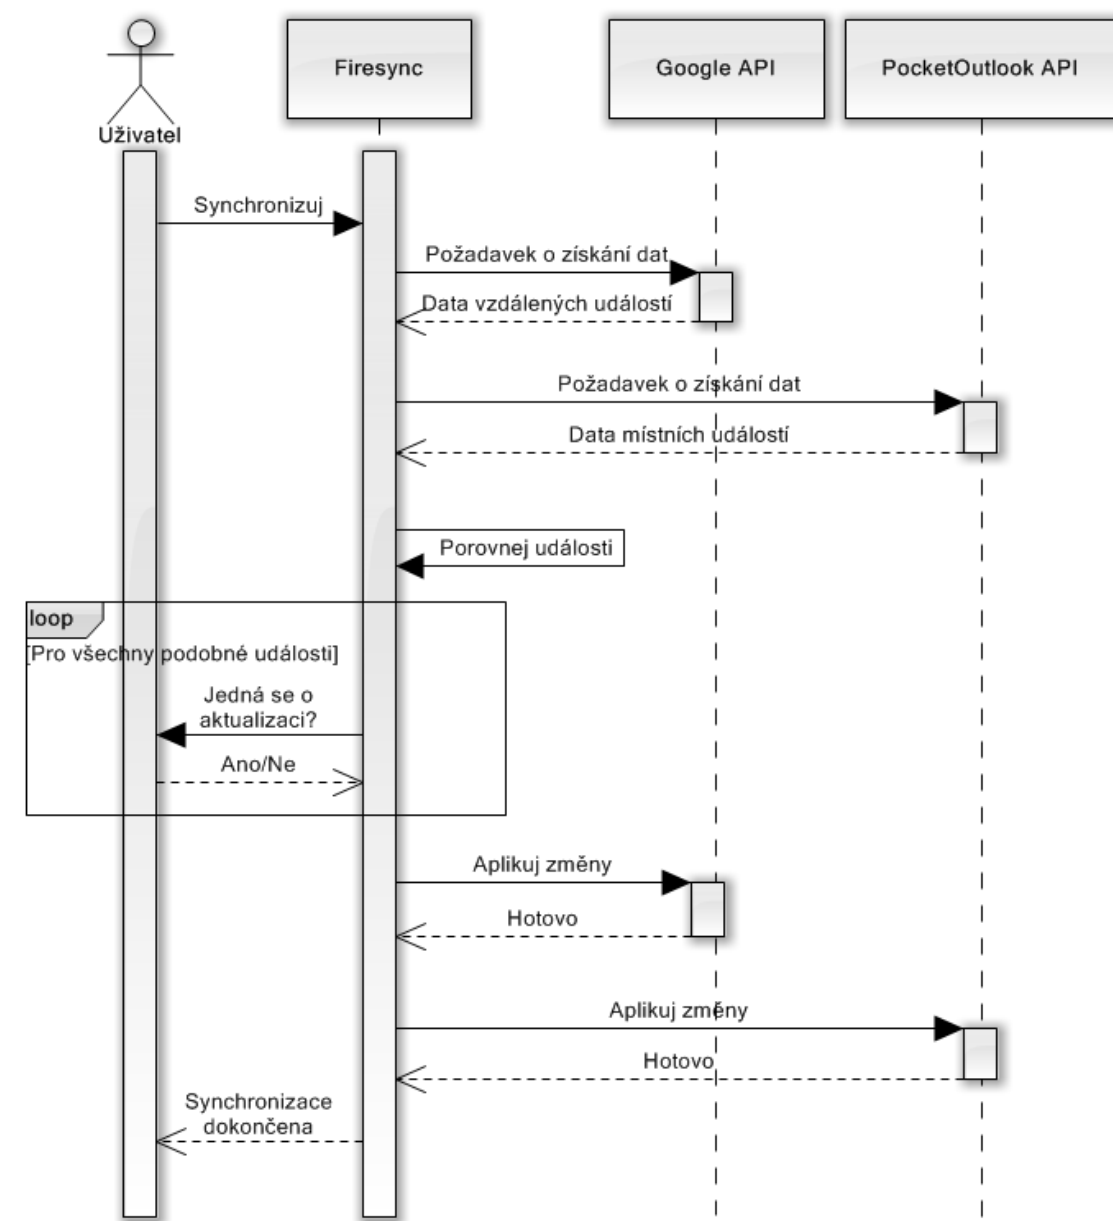 Uživatel
Firesync
Google API
PocketOutlook API
Synchronizuj
Požadavek o získání dat
Data vzdálených událostí
Požadavek o získání dat
Data místních událostí
Porovnej události
loop
[Pro všechny podobné události]
Jedná se o
aktualizaci?
Ano/Ne
Aplikuj změny
Hotovo
Aplikuj změny
Hotovo
Synchronizace
dokončena